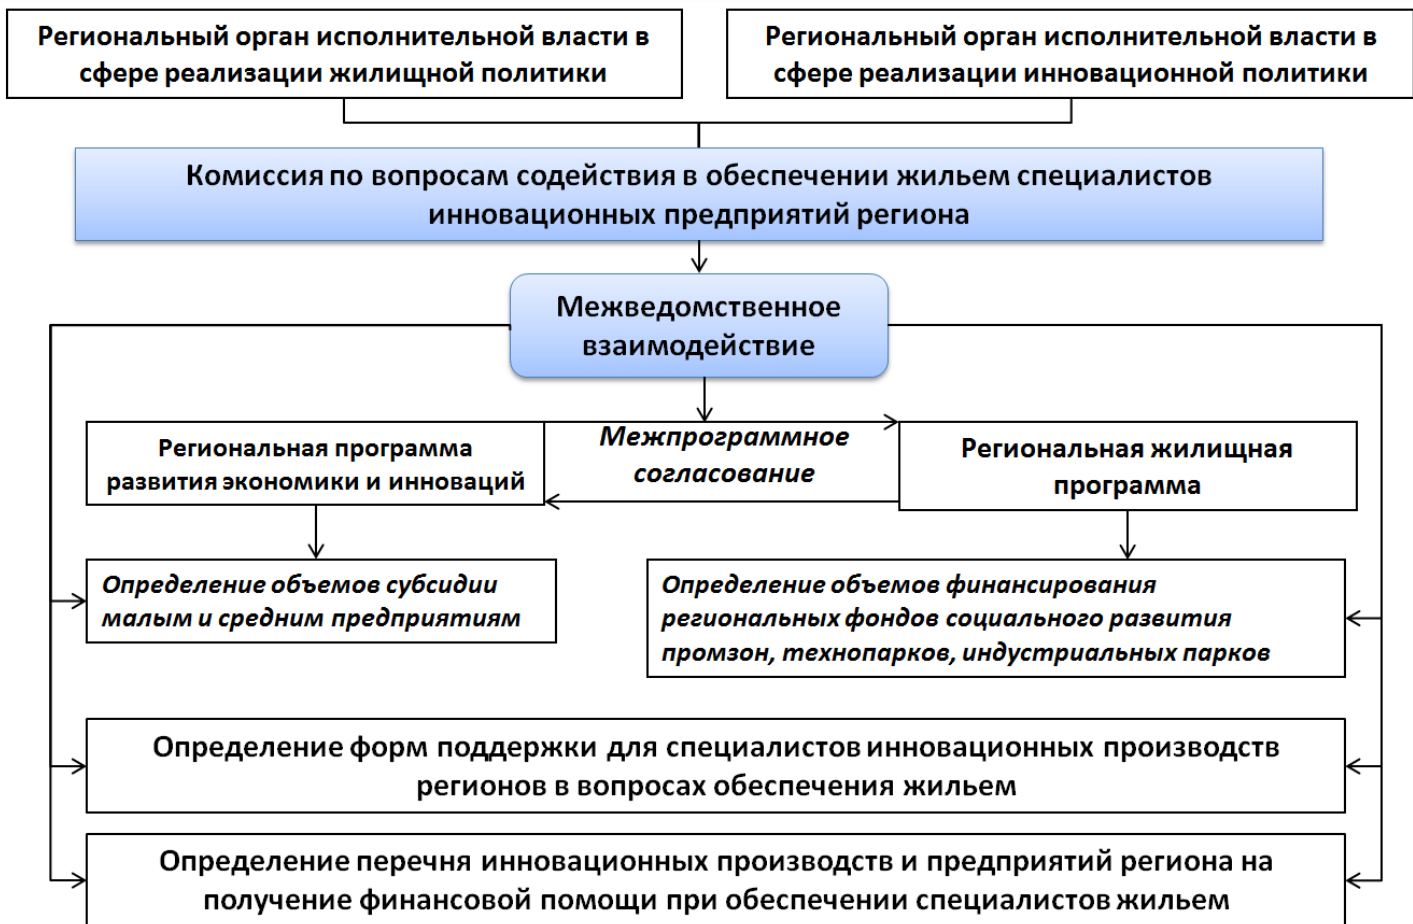 Региональный орган исполнительной власти в
сфере реализации жилищной политики
Региональный орган исполнительной власти в
сфере реализации инновационной политики
Комиссия по вопросам содействия в обеспечении жильем специалистов
инновационных предприятий региона
Межведомственное
взаимодействие
Региональная программа
развития экономики и инноваций
Межпрограммное
согласование
Региональная жилищная
программа
Определение объемов субсидии
малым и средним предприятиям
Определение объемов финансирования
региональных фондов социального развития
промзон, технопарков, индустриальных парков
Определение форм поддержки для специалистов инновационных производств
регионов в вопросах обеспечения жильем
Определение перечня инновационных производств и предприятий региона на
получение финансовой помощи при обеспечении специалистов жильем